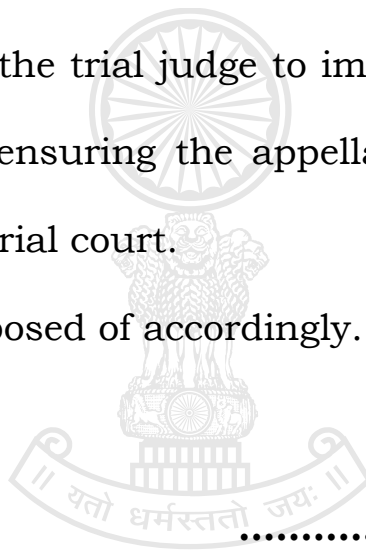 the trial judge to im
ensuring the appella
rial court.
posed of accordingly.
यतो धर्मस्ततो जयः
.............